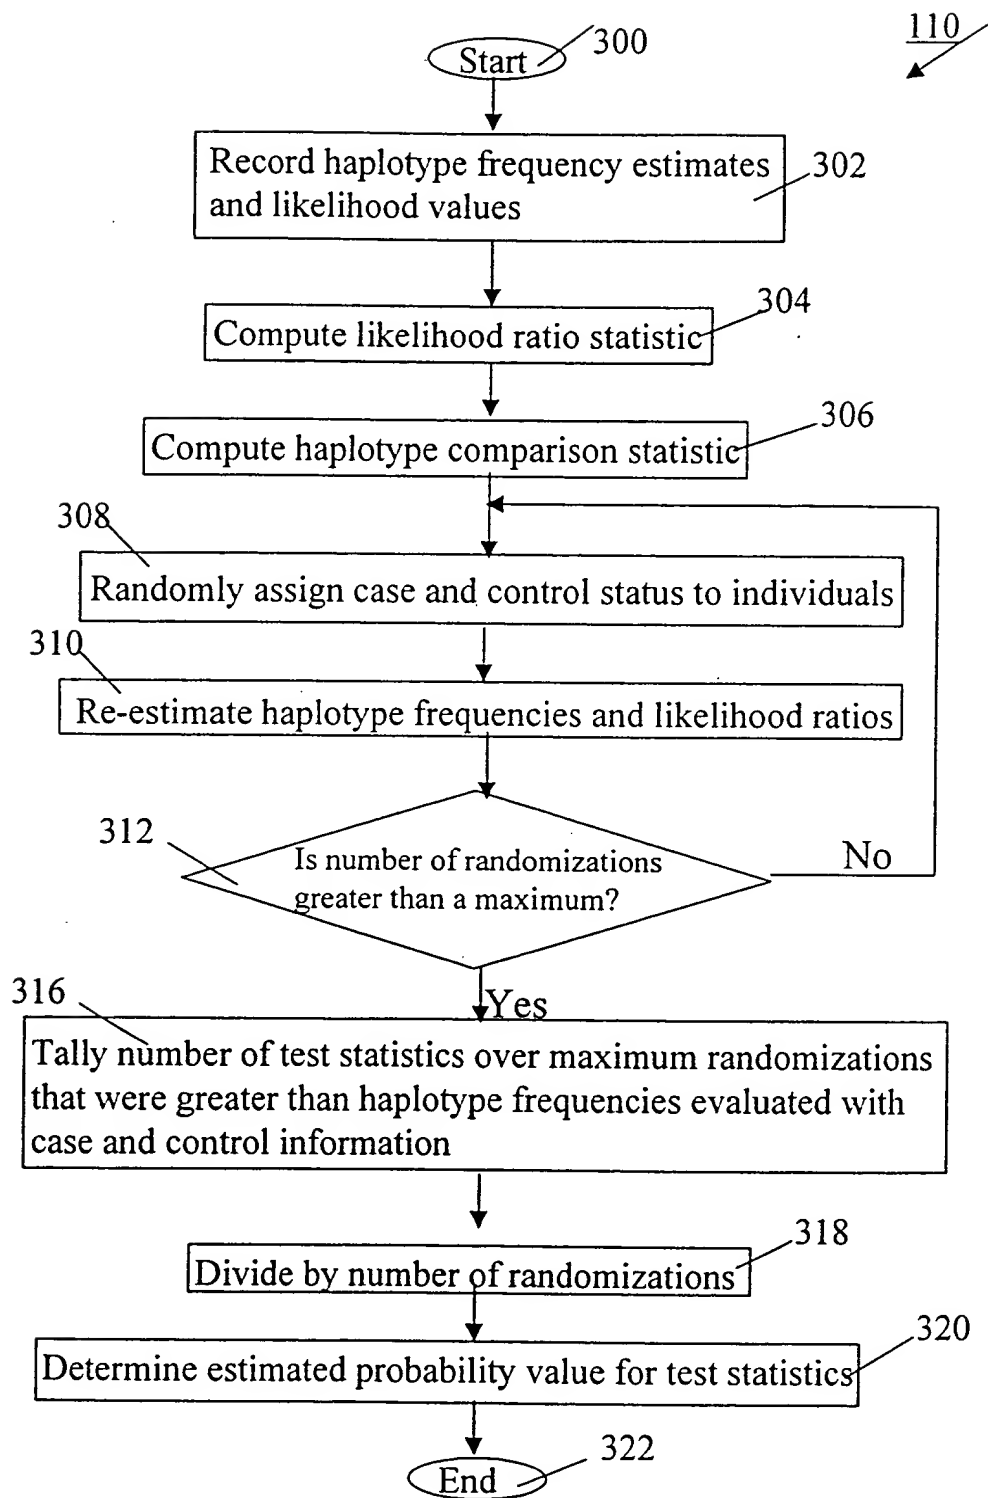 110
300
Start
Record haplotype frequency estimates
and likelihood values
302
304
Compute likelihood ratio statistic
306
Compute haplotype comparison statistic
308
Randomly assign case and control status to individuals
310
Re-estimate haplotype frequencies and likelihood ratios
312
Is number of randomizations
greater than a maximum?
No
Yes
316
Tally number of test statistics over maximum randomizations
that were greater than haplotype frequencies evaluated with
case and control information
318
Divide by number of randomizations
320
Determine estimated probability value for test statistics
322
End